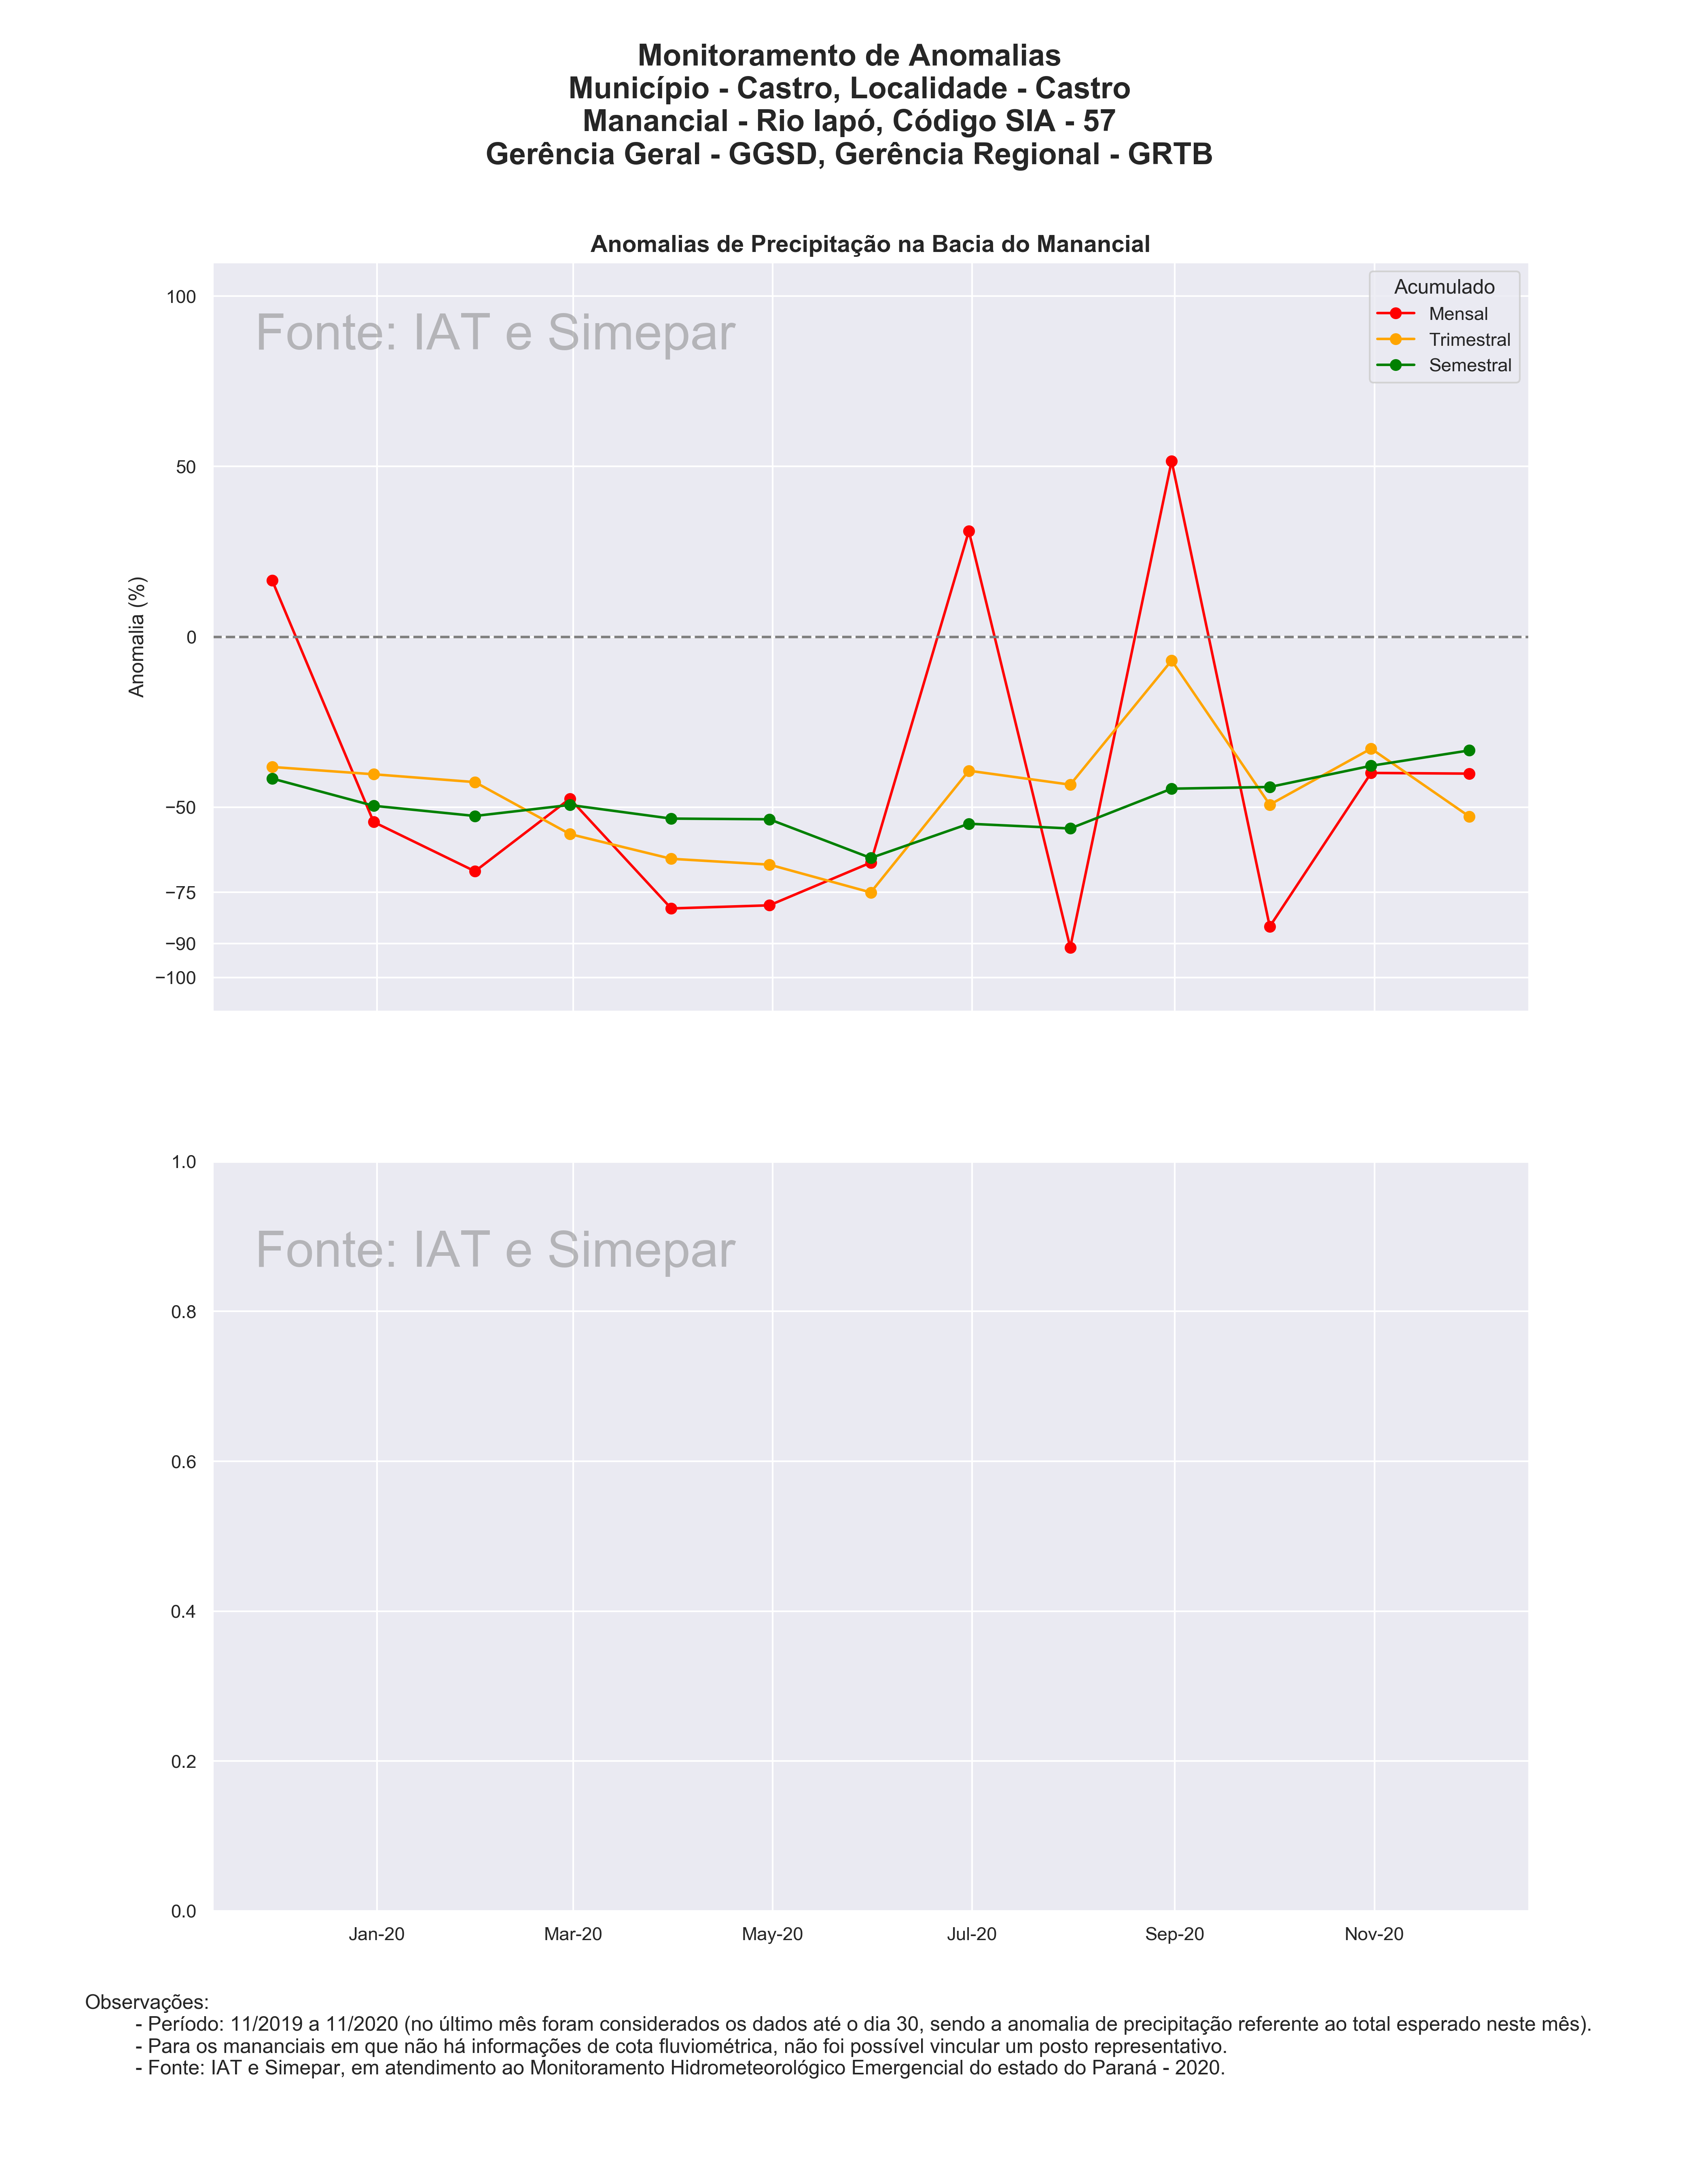 Monitoramento de Anomalias
Município - Castro, Localidade - Castro
Manancial - Rio Iapó, Código SIA - 57
Gerência Geral - GGSD, Gerência Regional - GRTB
Anomalias de Precipitação na Bacia do Manancial
Fonte: IAT e Simepar
Acumulado
Mensal
Trimestral
Semestral
Anomalia (%)
100
50
0
−50
−75
−90
−100
Fonte: IAT e Simepar
1.0
0.8
0.6
0.4
0.2
0.0
Jan-20 Mar-20 May-20 Jul-20 Sep-20 Nov-20
Observações:
- Período: 11/2019 a 11/2020 (no último mês foram considerados os dados até o dia 30, sendo a anomalia de precipitação referente ao total esperado neste mês).
- Para os mananciais em que não há informações de cota fluviométrica, não foi possível vincular um posto representativo.
- Fonte: IAT e Simepar, em atendimento ao Monitoramento Hidrometeorológico Emergencial do estado do Paraná - 2020.